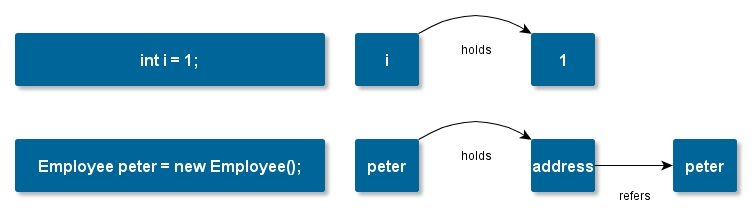 int i = 1;
i
holds
1
Employee peter = new Employee();
peter
holds
address
refers
peter